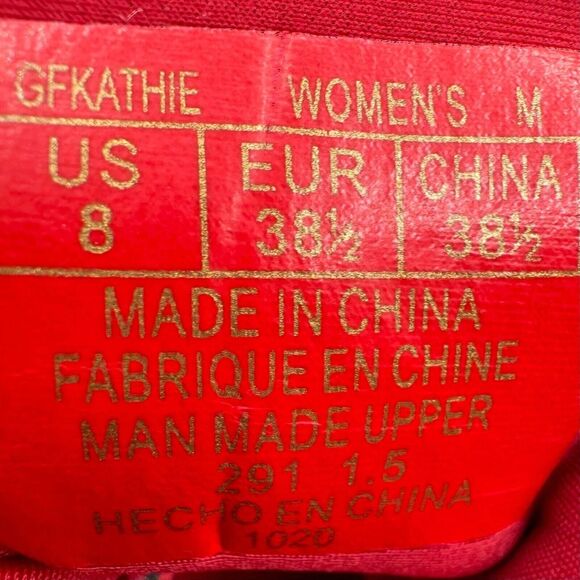 GFKATHIE WOMEN'S M
US EUR CHINA
8 38½ 38½
MADE IN CHINA
FABRIQUE EN CHINE
MAN MADE UPPER
291 1.5
HECHO EN CHINA
1020